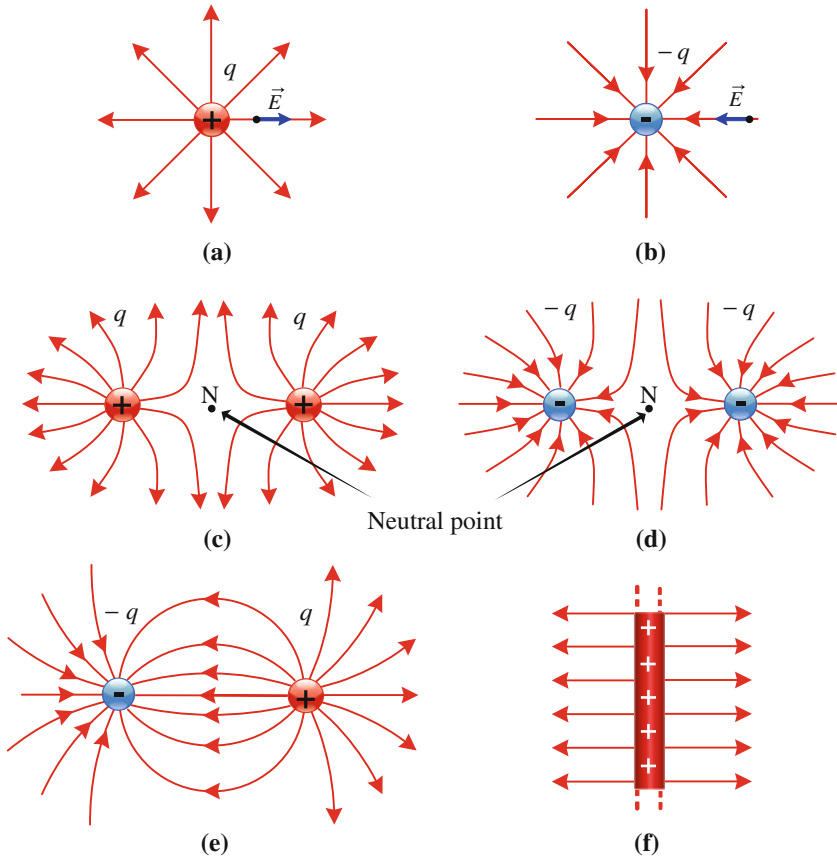 q
+
E⃗
(a)
− q
-
E⃗
(b)
q
q
+
N
+
(c)
− q
− q
-
N
-
(d)
Neutral point
− q
q
-
+
(e)
+
+
+
+
+
(f)